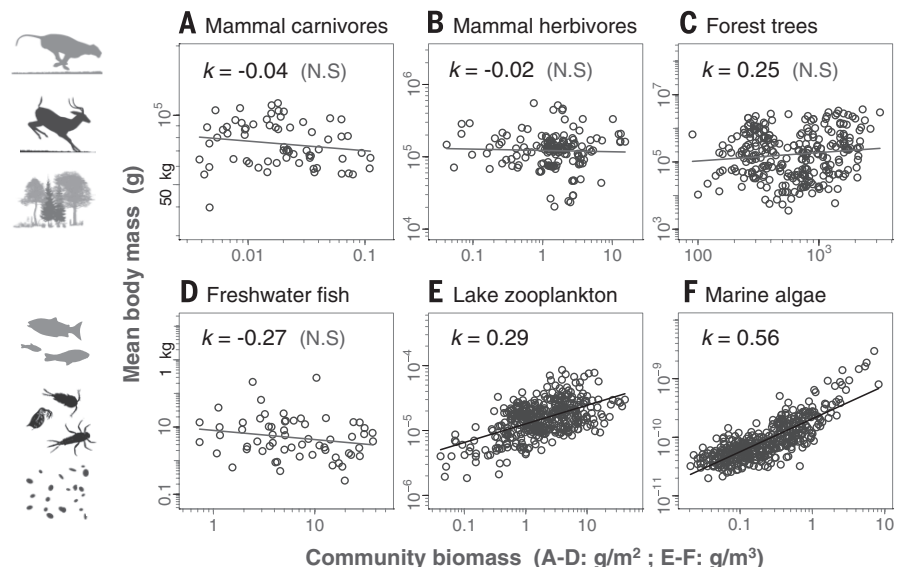 A Mammal carnivores
k = -0.04 (N.S)
10^5
50 kg
0.01 0.1
B Mammal herbivores
k = -0.02 (N.S)
10^6
10^5
10^4
0.1 1 10
C Forest trees
k = 0.25 (N.S)
10^7
10^5
10^3
100 10^3
Mean body mass (g)
D Freshwater fish
k = -0.27 (N.S)
1 kg
10
0.1
1 10
E Lake zooplankton
k = 0.29
10^-4
10^-5
10^-6
0.1 1 10
F Marine algae
k = 0.56
10^-9
10^-10
10^-11
0.1 1 10
Community biomass (A-D: g/m² ; E-F: g/m³)